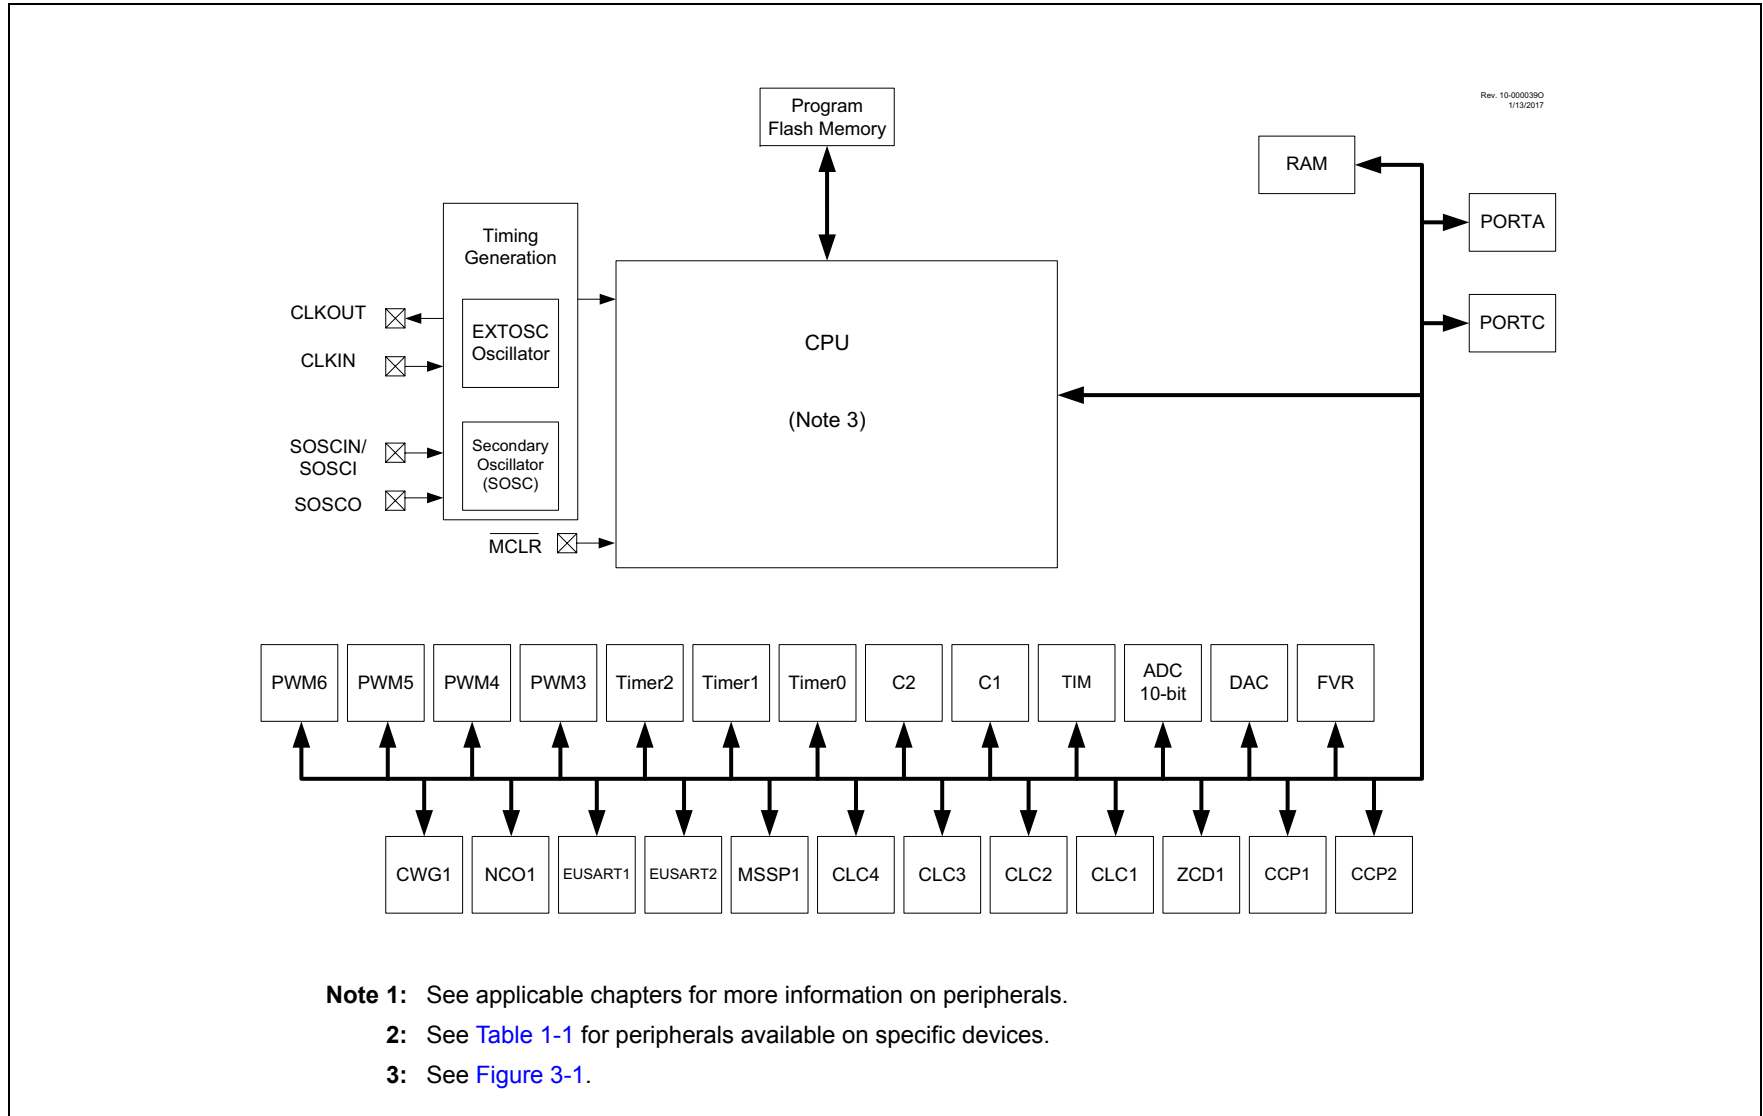 Rev. 10-000039O
1/13/2017
Program
Flash Memory
RAM
PORTA
PORTC
Timing
Generation
EXTOSC
Oscillator
Secondary
Oscillator
(SOSC)
CLKOUT
CLKIN
SOSCIN/
SOSCI
SOSCO
MCLR
CPU
(Note 3)
PWM6
PWM5
PWM4
PWM3
Timer2
Timer1
Timer0
C2
C1
TIM
ADC
10-bit
DAC
FVR
CWG1
NCO1
EUSART1
EUSART2
MSSP1
CLC4
CLC3
CLC2
CLC1
ZCD1
CCP1
CCP2
Note 1: See applicable chapters for more information on peripherals.
2: See Table 1-1 for peripherals available on specific devices.
3: See Figure 3-1.